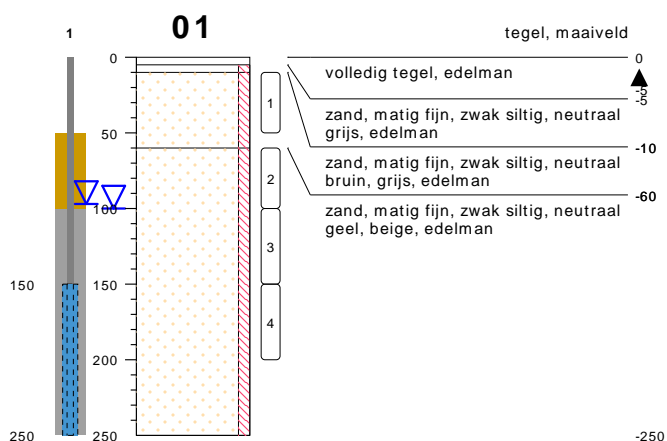 1
01
tegel, maaiveld
0
0
volledig tegel, edelman
-5
-5
zand, matig fijn, zwak siltig, neutraal
grijs, edelman
-10
zand, matig fijn, zwak siltig, neutraal
bruin, grijs, edelman
-60
zand, matig fijn, zwak siltig, neutraal
geel, beige, edelman
1
50
2
100
3
150
150
4
200
250
250
-250